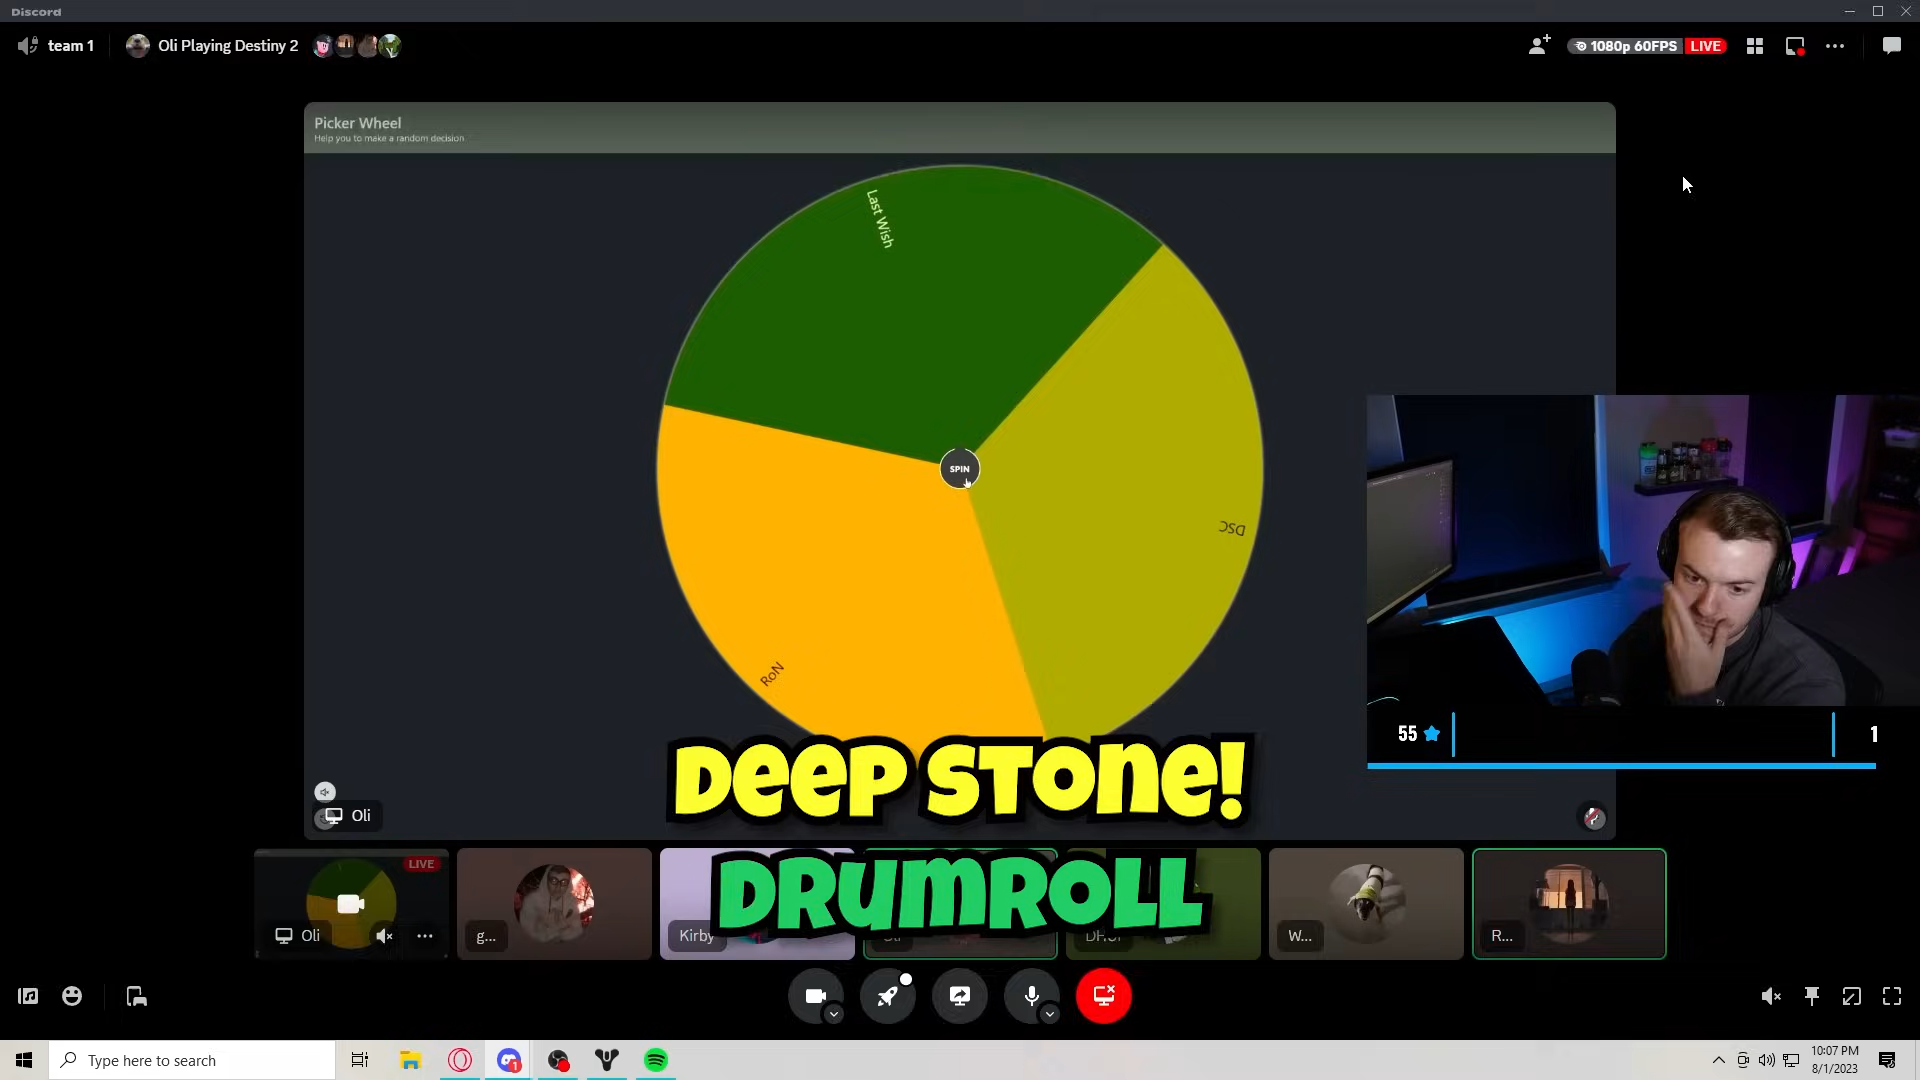 Discord
team 1
Oli Playing Destiny 2
1080p 60FPS
LIVE
Picker Wheel
Help you to make a random decision
Last Wish
SPIN
DSC
RoN
55
1
DEEP STONE!
DRUMROLL
Oli
LIVE
Oli
g...
Kirby
W...
R...
Type here to search
1
10:07 PM
8/1/2023